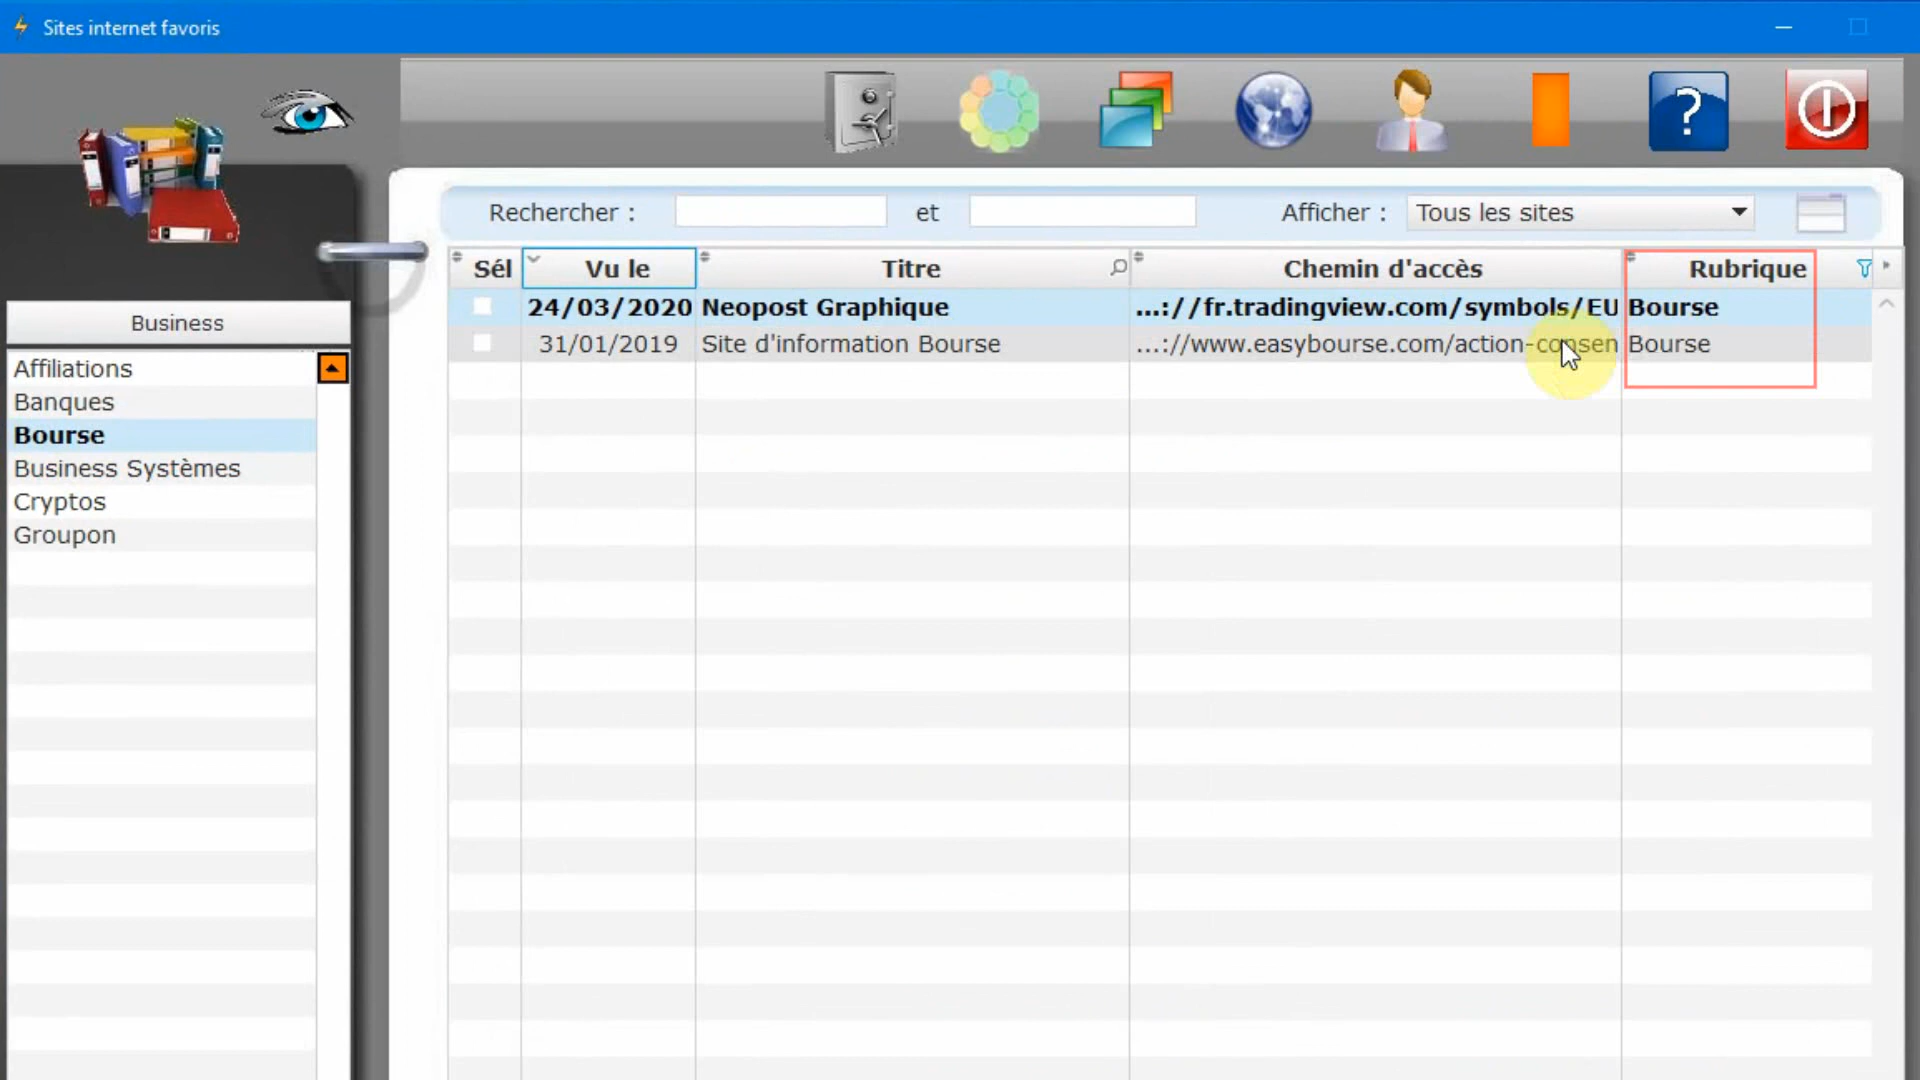 Sites internet favoris
?
Rechercher : et Afficher : Tous les sites
Sél Vu le Titre Chemin d'accès Rubrique
24/03/2020 Neopost Graphique ...://fr.tradingview.com/symbols/EU Bourse
31/01/2019 Site d'information Bourse ...://www.easybourse.com/action-consen Bourse
Business
Affiliations
Banques
Bourse
Business Systèmes
Cryptos
Groupon